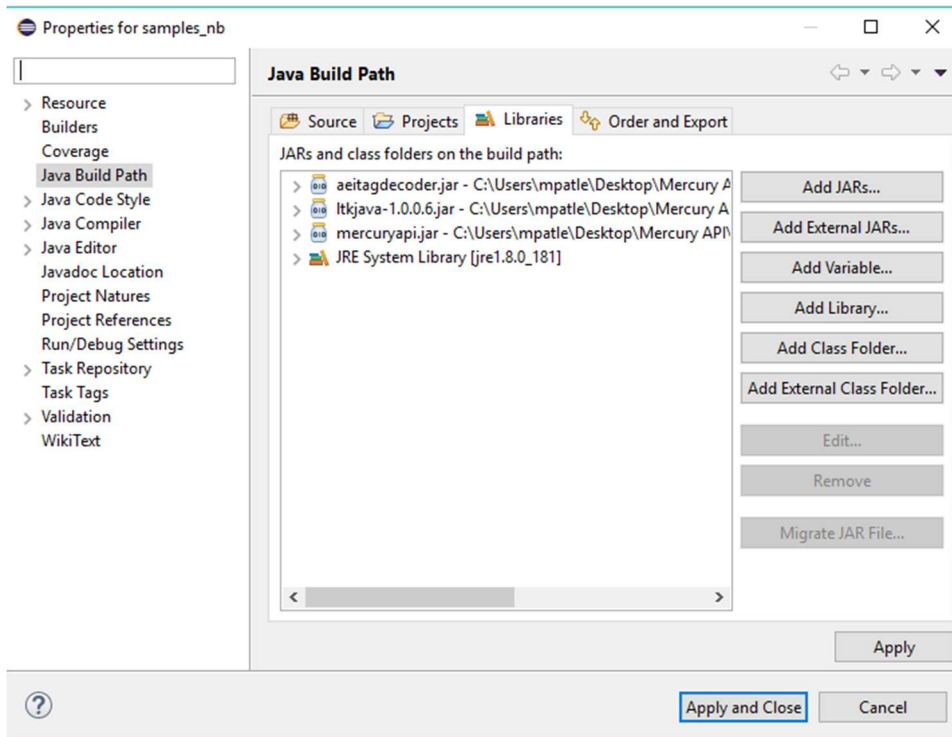 Properties for samples_nb
Java Build Path
Resource
Builders
Coverage
Java Build Path
Java Code Style
Java Compiler
Java Editor
Javadoc Location
Project Natures
Project References
Run/Debug Settings
Task Repository
Task Tags
Validation
WikiText
Source Projects Libraries Order and Export
JARs and class folders on the build path:
aeitagdecoder.jar - C:\Users\mpatle\Desktop\Mercury A
ltkjava-1.0.0.6.jar - C:\Users\mpatle\Desktop\Mercury A
mercuryapi.jar - C:\Users\mpatle\Desktop\Mercury API\
JRE System Library [jre1.8.0_181]
Add JARs...
Add External JARs...
Add Variable...
Add Library...
Add Class Folder...
Add External Class Folder...
Edit...
Remove
Migrate JAR File...
Apply
Apply and Close Cancel